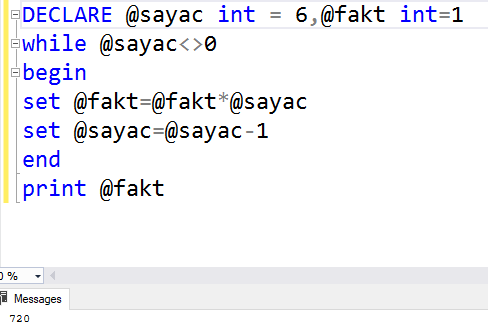 DECLARE @sayac int = 6,@fakt int=1
while @sayac<>0
begin
set @fakt=@fakt*@sayac
set @sayac=@sayac-1
end
print @fakt
0 %
Messages
720